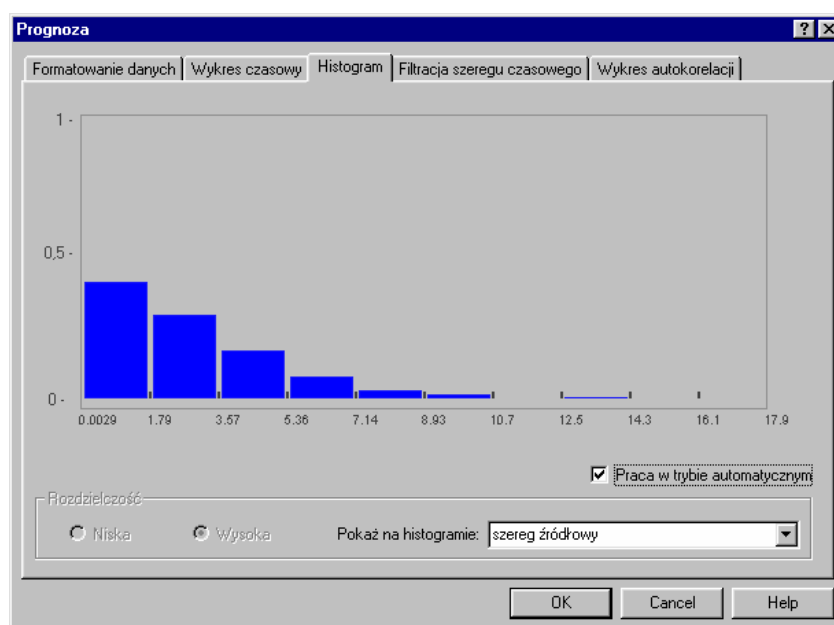 Prognoza
Formatowanie danych Wykres czasowy Histogram Filtracja szeregu czasowego Wykres autokorelacji
1 -
0,5 -
0 -
0.0029 1.79 3.57 5.36 7.14 8.93 10.7 12.5 14.3 16.1 17.9
Praca w trybie automatycznym
Rozdzielczość
Niska Wysoka Pokaż na histogramie: szereg źródłowy
OK Cancel Help